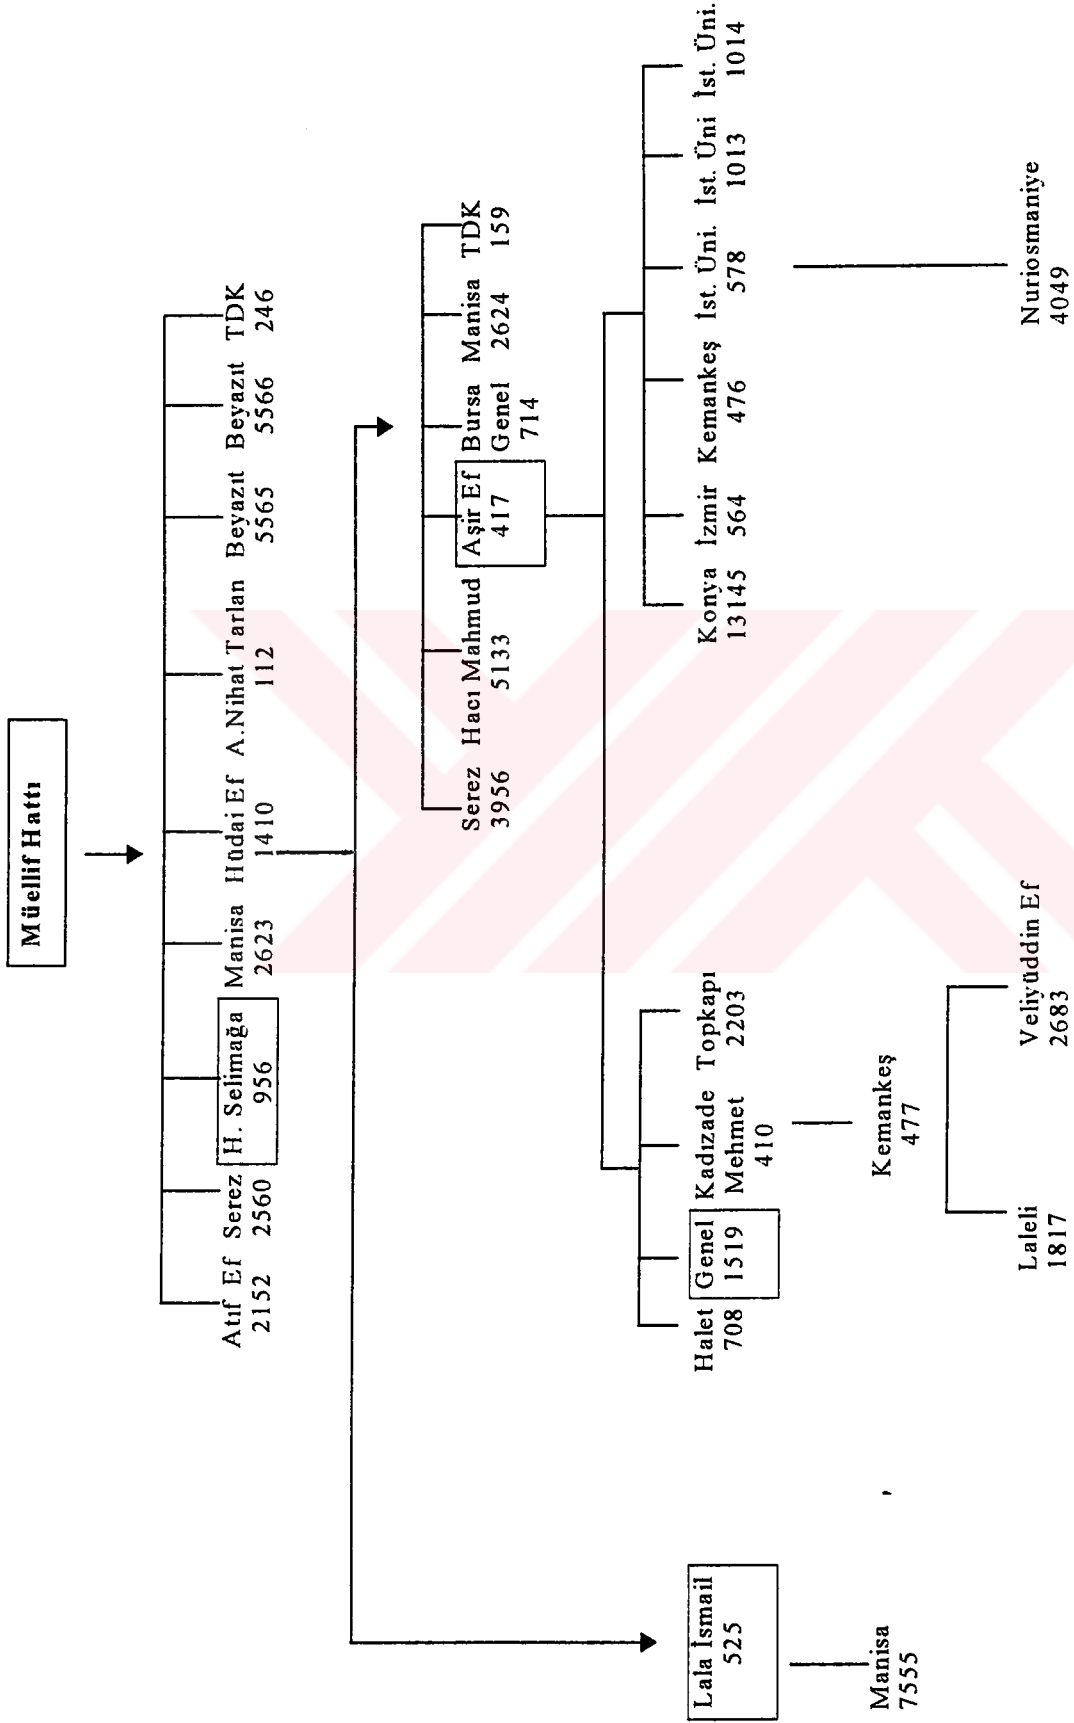 Müellif Hattı
Atıf Ef
2152
Serez
2560
H. Selimağa
956
Manisa
2623
Hüdai Ef
1410
A.Nihat Tarlan
112
Beyazıt
5565
Beyazıt
5566
TDK
246
Serez
3956
Hacı Mahmud
5133
Aşir Ef
417
Bursa
Genel
714
Manisa
2624
TDK
159
Lala İsmail
525
Manisa
7555
Halet
708
Genel
1519
Kadızade
Mehmet
410
Topkapı
2203
Konya
13145
İzmir
564
Kemankeş
476
İst. Üni.
578
İst. Üni
1013
İst. Üni.
1014
Kemankeş
477
Laleli
1817
Veliyüddin Ef
2683
Nuriosmaniye
4049